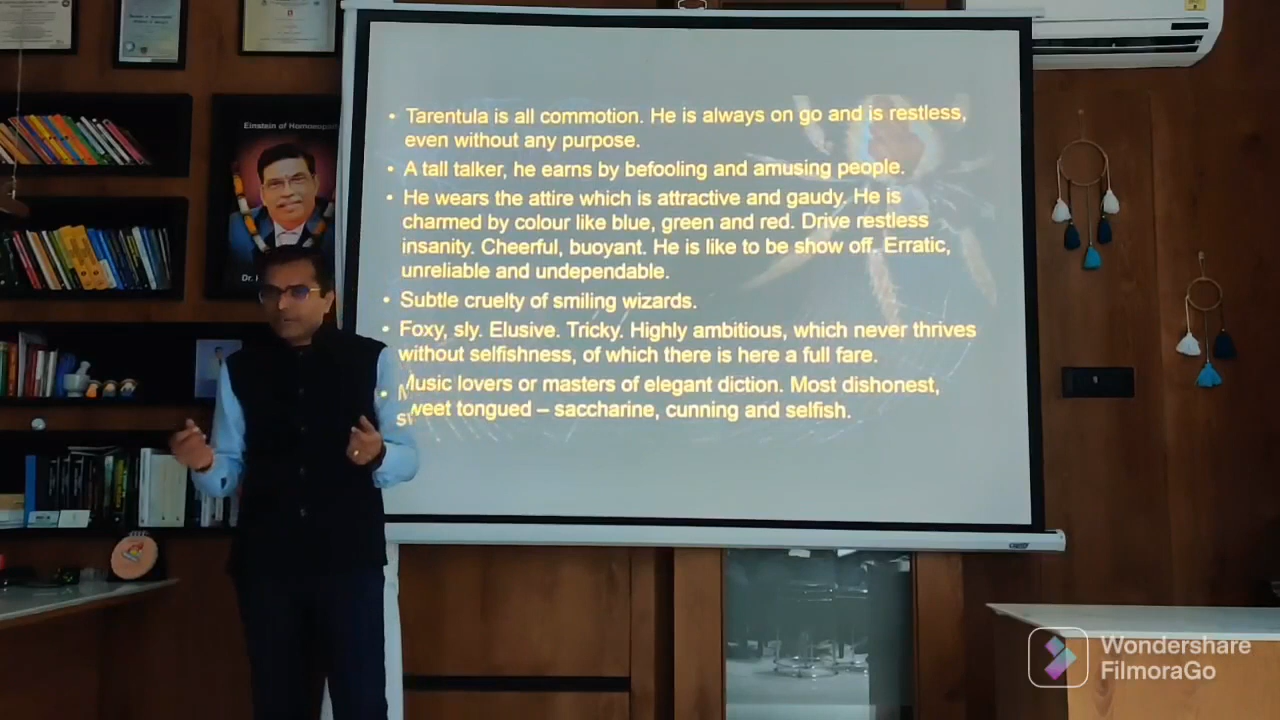 Einstein of Homoeopath
Dr.
• Tarentula is all commotion. He is always on go and is restless,
even without any purpose.
• A tall talker, he earns by befooling and amusing people.
• He wears the attire which is attractive and gaudy. He is
charmed by colour like blue, green and red. Drive restless
insanity. Cheerful, buoyant. He is like to be show off. Erratic,
unreliable and undependable.
• Subtle cruelty of smiling wizards.
• Foxy, sly. Elusive. Tricky. Highly ambitious, which never thrives
without selfishness, of which there is here a full fare.
• Music lovers or masters of elegant diction. Most dishonest,
sweet tongued – saccharine, cunning and selfish.
Wondershare
FilmoraGo